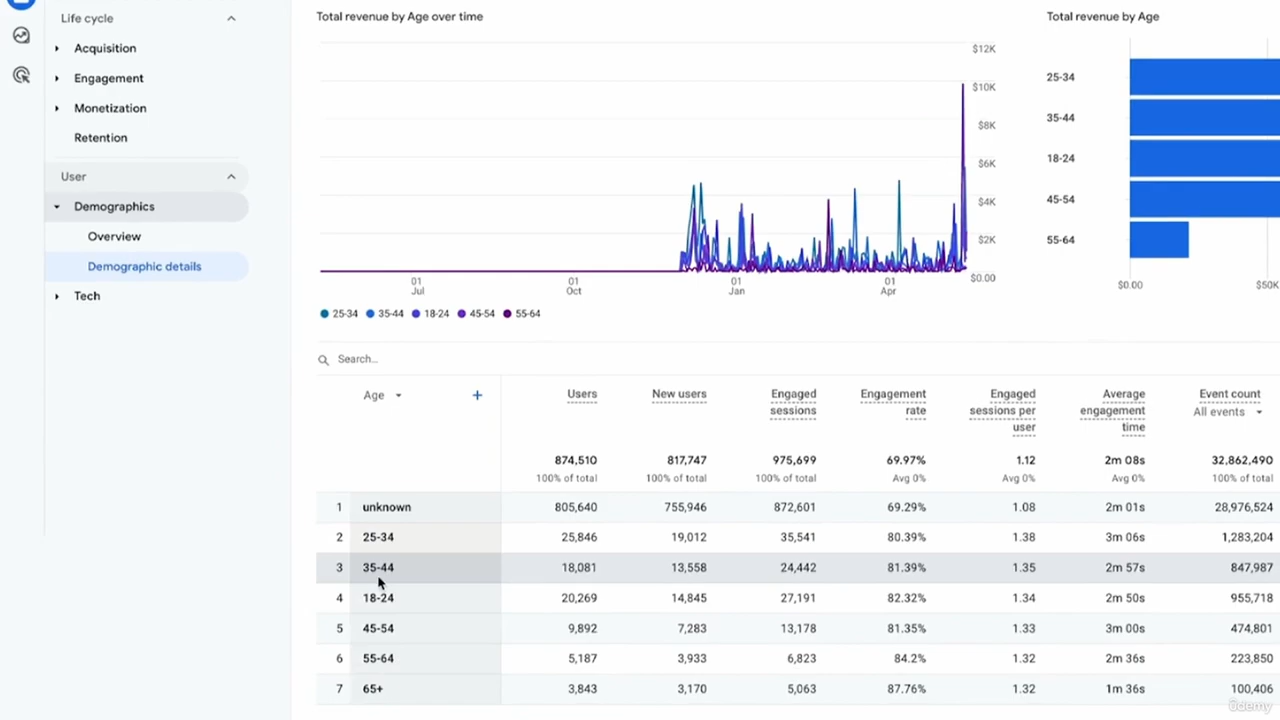 Life cycle
Acquisition
Engagement
Monetization
Retention
User
Demographics
Overview
Demographic details
Tech
Total revenue by Age over time
$12K
$10K
$8K
$6K
$4K
$2K
$0.00
01 Jul
01 Oct
01 Jan
01 Apr
25-34 35-44 18-24 45-54 55-64
Total revenue by Age
25-34
35-44
18-24
45-54
55-64
$0.00 $50K
Search...
Age + Users New users Engaged sessions Engagement rate Engaged sessions per user Average engagement time Event count All events
874,510 817,747 975,699 69.97% 1.12 2m 08s 32,862,490
100% of total 100% of total 100% of total Avg 0% Avg 0% Avg 0% 100% of total
1 unknown 805,640 755,946 872,601 69.29% 1.08 2m 01s 28,976,524
2 25-34 25,846 19,012 35,541 80.39% 1.38 3m 06s 1,283,204
3 35-44 18,081 13,558 24,442 81.39% 1.35 2m 57s 847,987
4 18-24 20,269 14,845 27,191 82.32% 1.34 2m 50s 955,718
5 45-54 9,892 7,283 13,178 81.35% 1.33 3m 00s 474,801
6 55-64 5,187 3,933 6,823 84.2% 1.32 2m 36s 223,850
7 65+ 3,843 3,170 5,063 87.76% 1.32 1m 36s 100,406
ûdemy